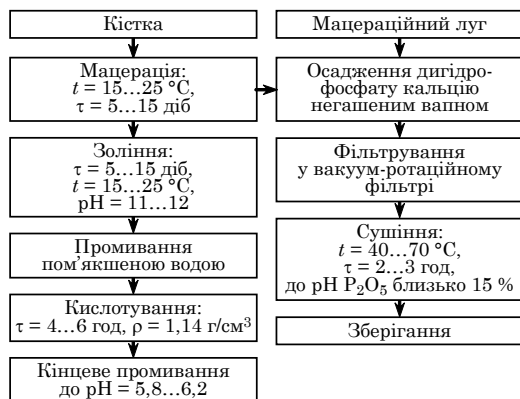 Кістка
Мацерація:
t = 15...25 °C,
τ = 5...15 діб
Зоління:
τ = 5...15 діб,
t = 15...25 °C,
pH = 11...12
Промивання
пом’якшеною водою
Кислотування:
τ = 4...6 год, ρ = 1,14 г/см³
Кінцеве промивання
до pH = 5,8...6,2
Мацераційний луг
Осадження дигідро-
фосфату кальцію
негашеним вапном
Фільтрування
у вакуум-ротаційному
фільтрі
Сушіння:
t = 40...70 °C,
τ = 2...3 год,
до pH P₂O₅ близько 15 %
Зберігання